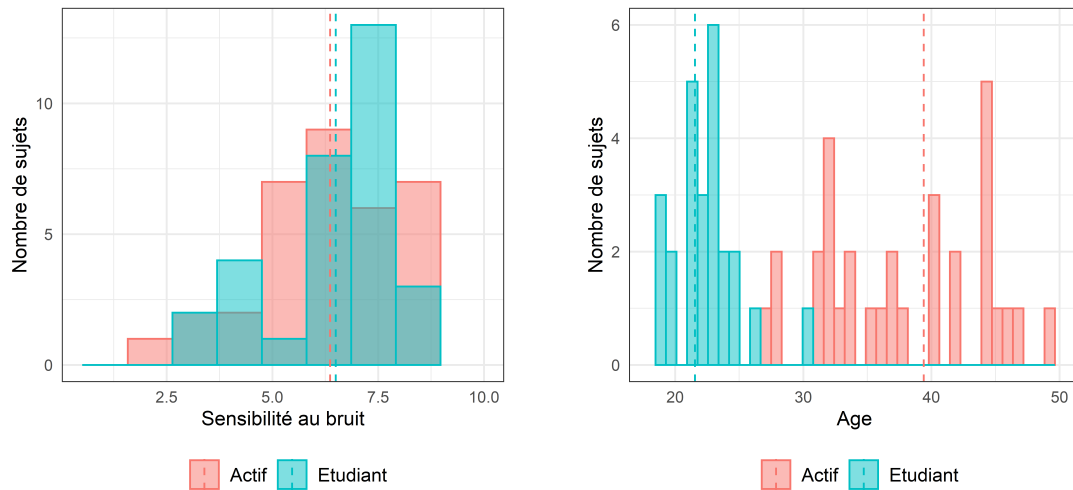 Nombre de sujets
10
5
0
2.5 5.0 7.5 10.0
Sensibilité au bruit
Actif Etudiant
Nombre de sujets
6
4
2
0
20 30 40 50
Age
Actif Etudiant